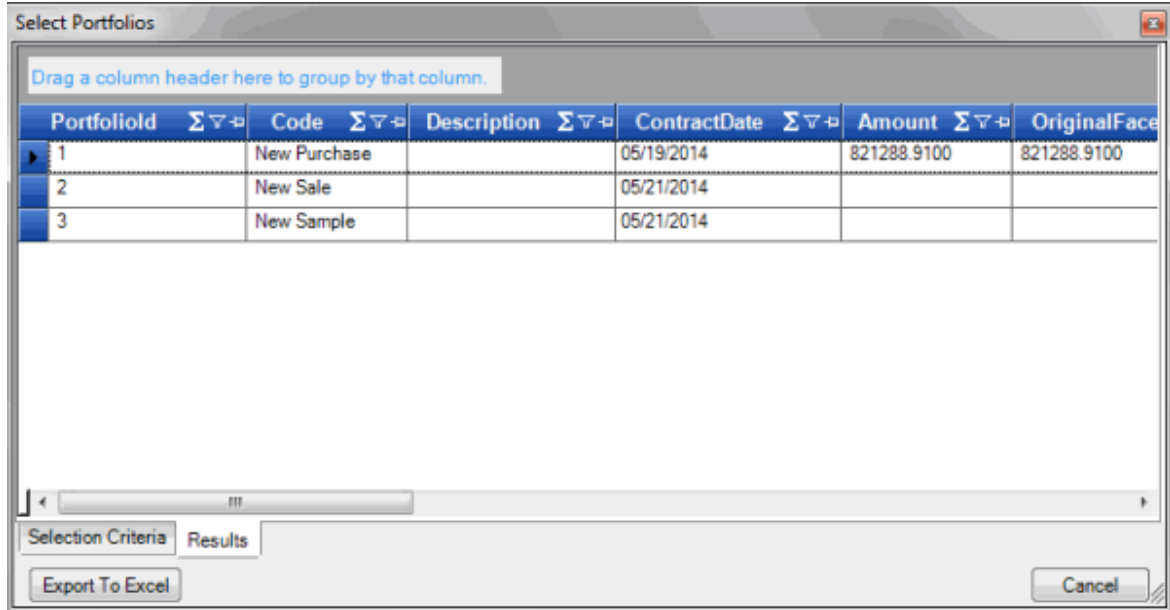 Select Portfolios
Drag a column header here to group by that column.
PortfolioId Σ Code Σ Description Σ ContractDate Σ Amount Σ OriginalFace
1 New Purchase 05/19/2014 821288.9100 821288.9100
2 New Sale 05/21/2014
3 New Sample 05/21/2014
Selection Criteria Results
Export To Excel Cancel